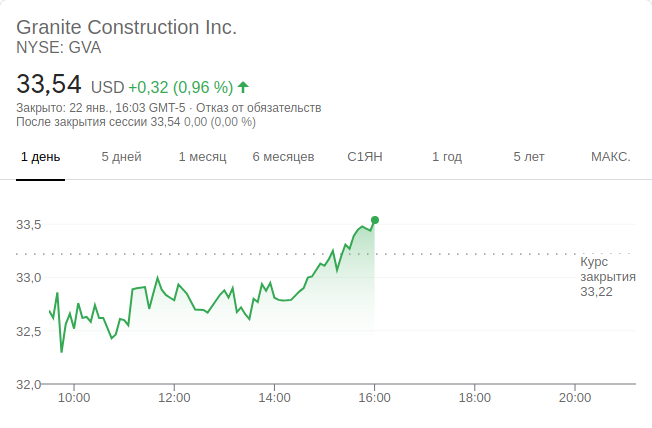 Granite Construction Inc.
NYSE: GVA
33,54 USD +0,32 (0,96 %)
Закрыто: 22 янв., 16:03 GMT-5 · Отказ от обязательств
После закрытия сессии 33,54 0,00 (0,00 %)
1 день 5 дней 1 месяц 6 месяцев С1ЯН 1 год 5 лет МАКС.
33,5
Курс
закрытия
33,22
33,0
32,5
32,0
10:00 12:00 14:00 16:00 18:00 20:00